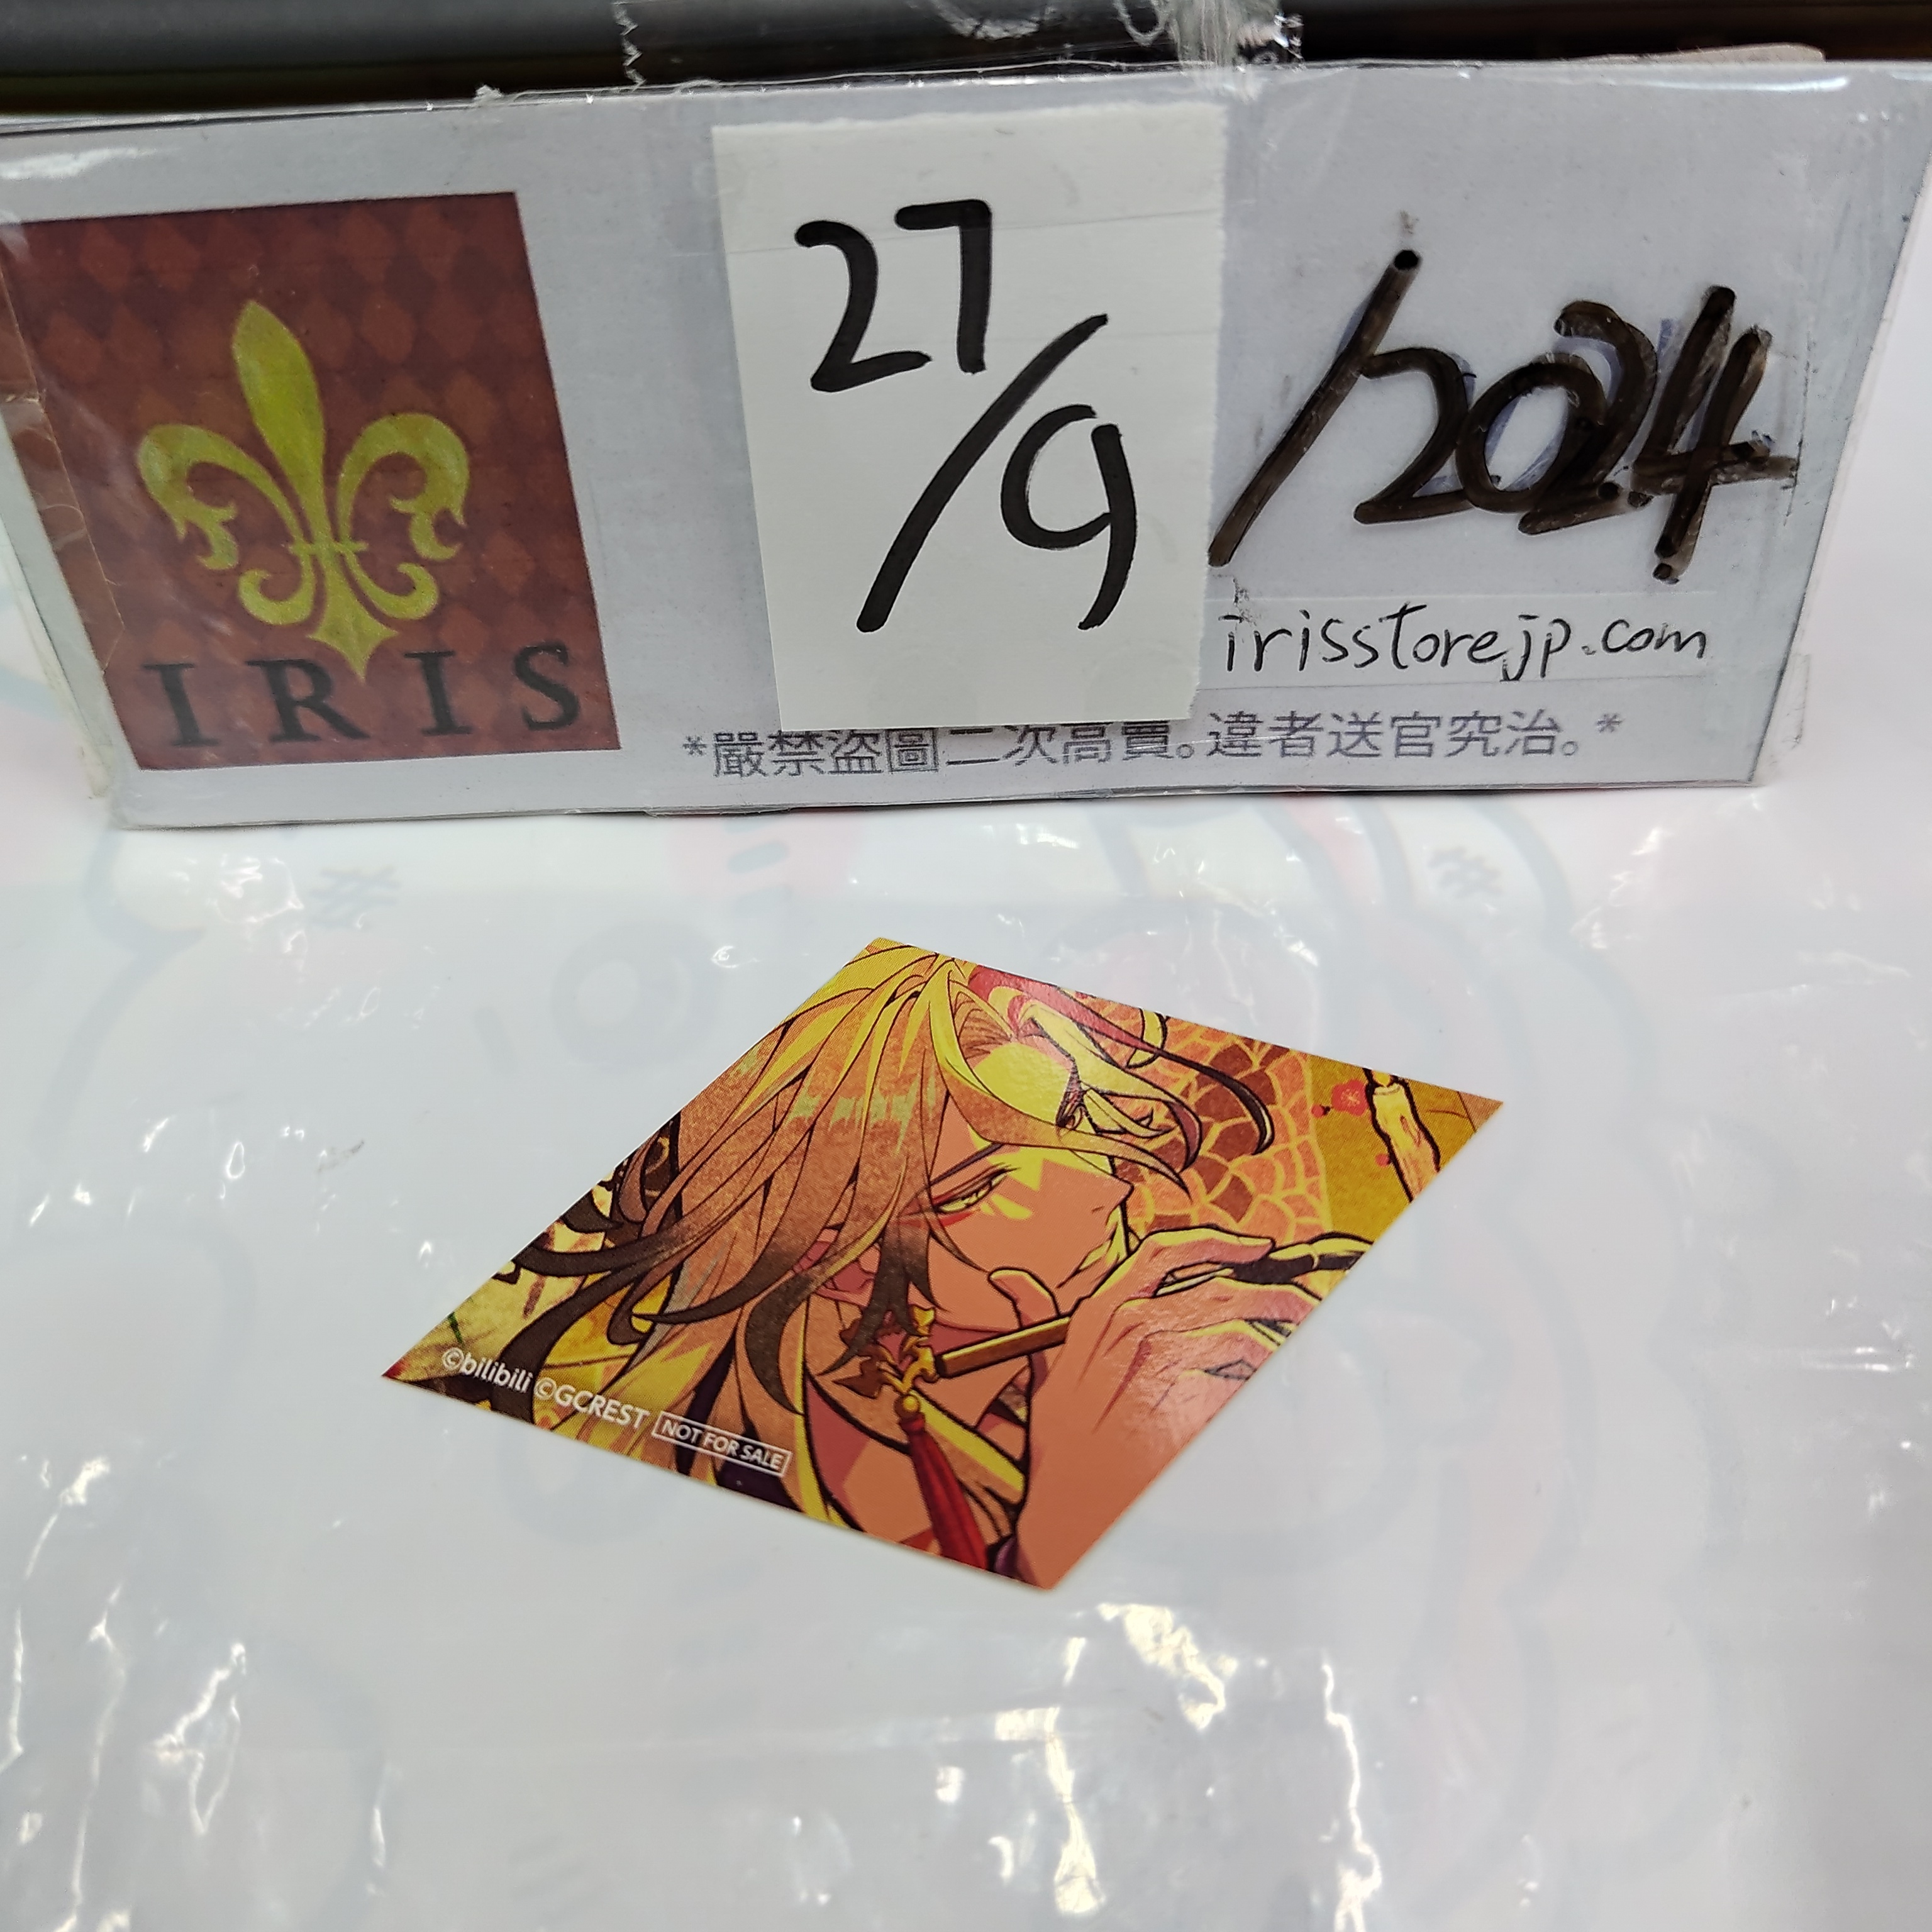 27/9/2024
IRIS
irisstorejp.com
*嚴禁盜圖二次高賣。違者送官究治。*
©bilibili ©GCREST NOT FOR SALE